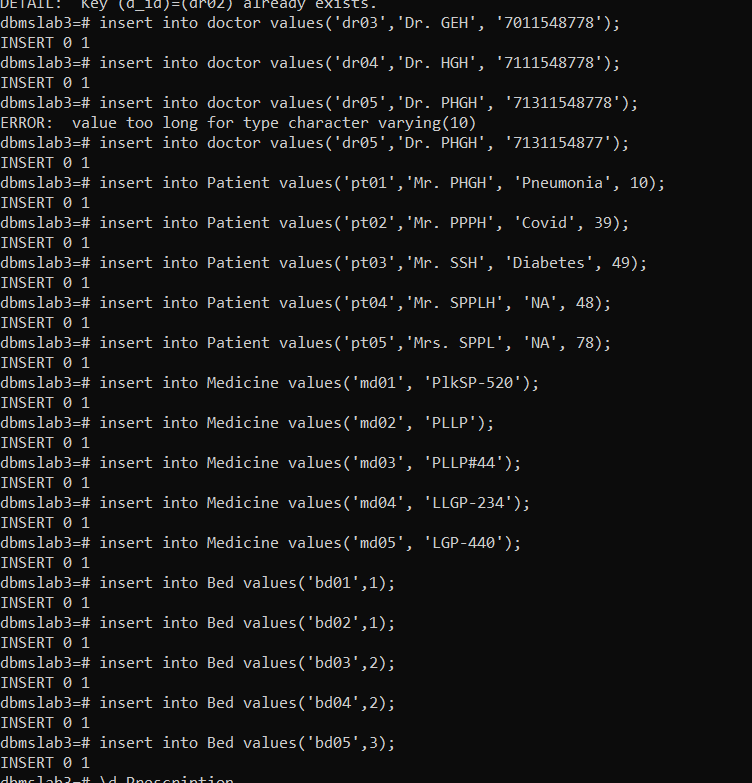 DETAIL:  Key (d_id)=(dr02) already exists.
dbmslab3=# insert into doctor values('dr03','Dr. GEH', '7011548778');
INSERT 0 1
dbmslab3=# insert into doctor values('dr04','Dr. HGH', '7111548778');
INSERT 0 1
dbmslab3=# insert into doctor values('dr05','Dr. PHGH', '71311548778');
ERROR:  value too long for type character varying(10)
dbmslab3=# insert into doctor values('dr05','Dr. PHGH', '7131154877');
INSERT 0 1
dbmslab3=# insert into Patient values('pt01','Mr. PHGH', 'Pneumonia', 10);
INSERT 0 1
dbmslab3=# insert into Patient values('pt02','Mr. PPPH', 'Covid', 39);
INSERT 0 1
dbmslab3=# insert into Patient values('pt03','Mr. SSH', 'Diabetes', 49);
INSERT 0 1
dbmslab3=# insert into Patient values('pt04','Mr. SPPLH', 'NA', 48);
INSERT 0 1
dbmslab3=# insert into Patient values('pt05','Mrs. SPPL', 'NA', 78);
INSERT 0 1
dbmslab3=# insert into Medicine values('md01', 'PlkSP-520');
INSERT 0 1
dbmslab3=# insert into Medicine values('md02', 'PLLP');
INSERT 0 1
dbmslab3=# insert into Medicine values('md03', 'PLLP#44');
INSERT 0 1
dbmslab3=# insert into Medicine values('md04', 'LLGP-234');
INSERT 0 1
dbmslab3=# insert into Medicine values('md05', 'LGP-440');
INSERT 0 1
dbmslab3=# insert into Bed values('bd01',1);
INSERT 0 1
dbmslab3=# insert into Bed values('bd02',1);
INSERT 0 1
dbmslab3=# insert into Bed values('bd03',2);
INSERT 0 1
dbmslab3=# insert into Bed values('bd04',2);
INSERT 0 1
dbmslab3=# insert into Bed values('bd05',3);
INSERT 0 1
dbmslab3=# \d Prescription